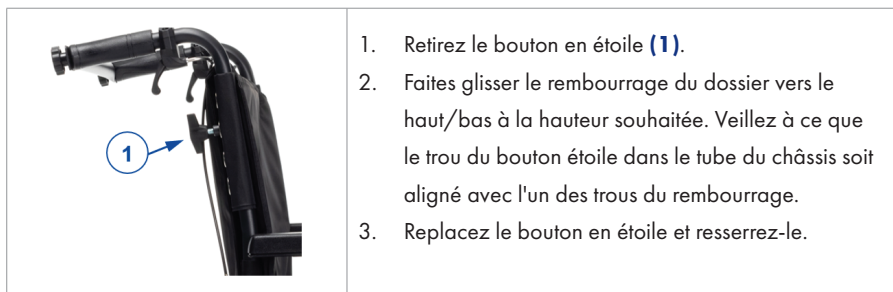 1
1. Retirez le bouton en étoile (1).
2. Faites glisser le rembourrage du dossier vers le
haut/bas à la hauteur souhaitée. Veillez à ce que
le trou du bouton étoile dans le tube du châssis soit
aligné avec l'un des trous du rembourrage.
3. Replacez le bouton en étoile et resserrez-le.